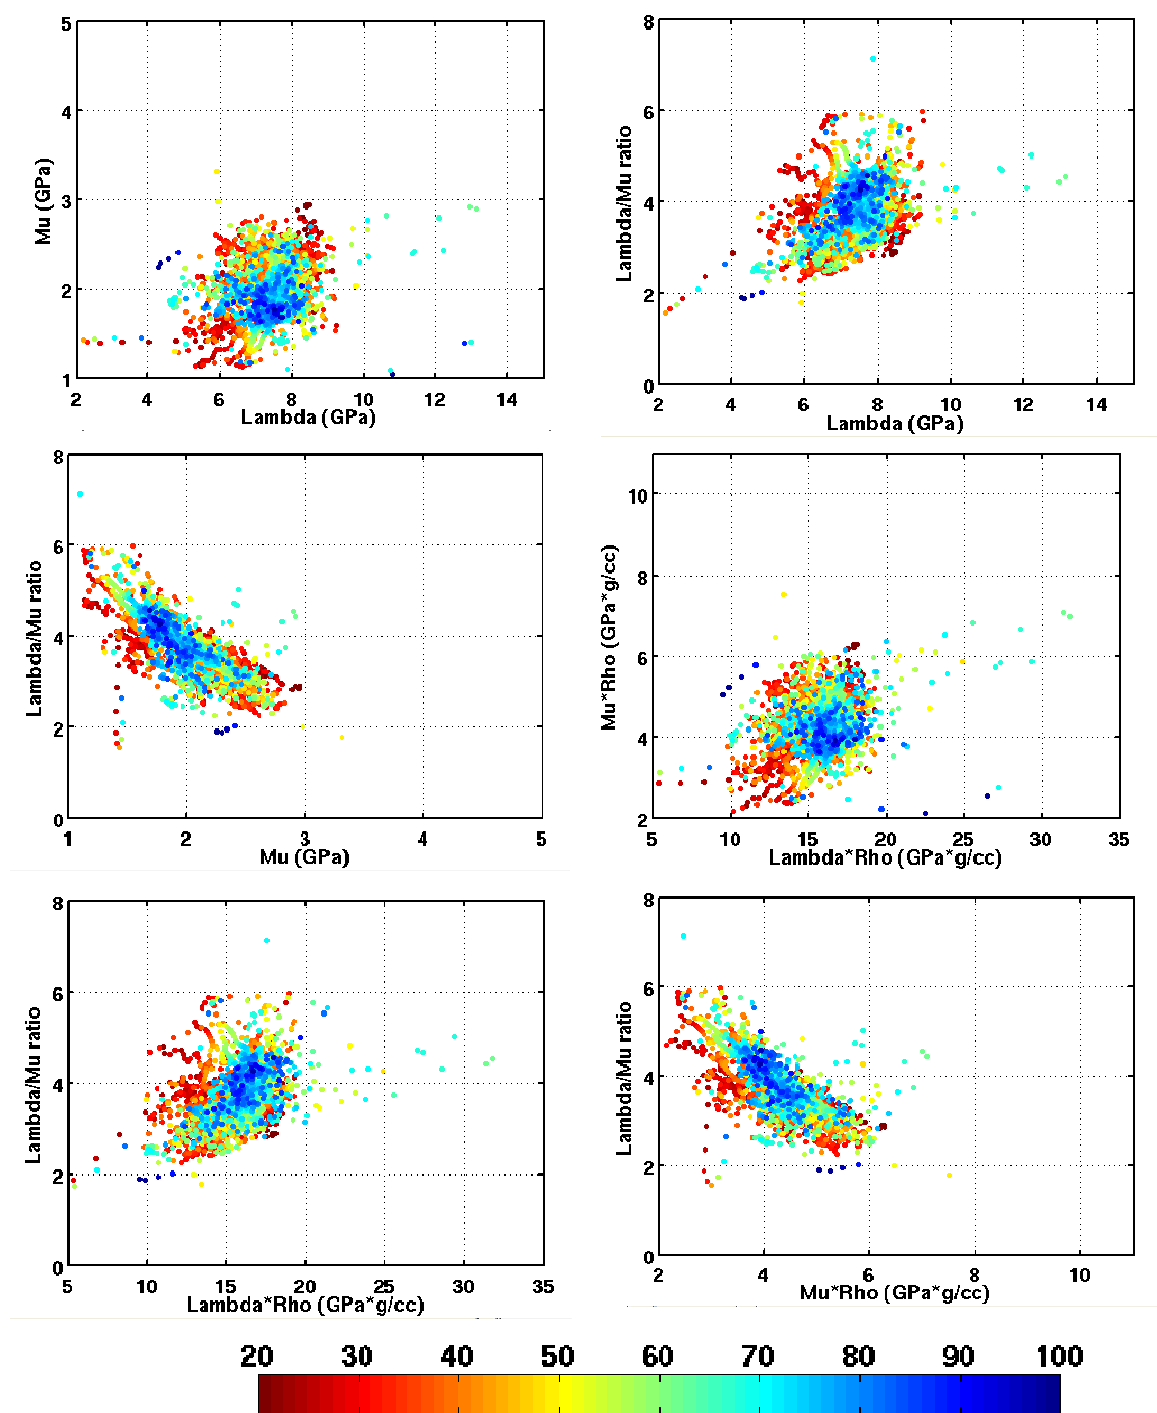 5
4
3
2
1
Mu (GPa)
2 4 6 8 10 12 14
Lambda (GPa)
8
6
4
2
0
Lambda/Mu ratio
2 4 6 8 10 12 14
Lambda (GPa)
8
6
4
2
0
Lambda/Mu ratio
1 2 3 4 5
Mu (GPa)
10
8
6
4
2
Mu*Rho (GPa*g/cc)
5 10 15 20 25 30 35
Lambda*Rho (GPa*g/cc)
8
6
4
2
0
Lambda/Mu ratio
5 10 15 20 25 30 35
Lambda*Rho (GPa*g/cc)
8
6
4
2
0
Lambda/Mu ratio
2 4 6 8 10
Mu*Rho (GPa*g/cc)
20 30 40 50 60 70 80 90 100